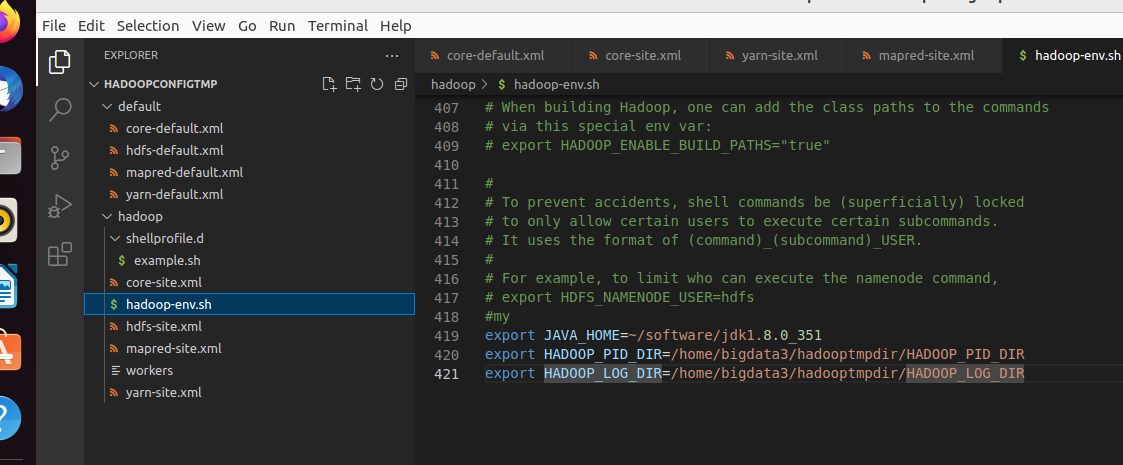 File Edit Selection View Go Run Terminal Help
EXPLORER
HADOOPCONFIGTMP
default
core-default.xml
hdfs-default.xml
mapred-default.xml
yarn-default.xml
hadoop
shellprofile.d
$ example.sh
core-site.xml
$ hadoop-env.sh
hdfs-site.xml
mapred-site.xml
workers
yarn-site.xml
core-default.xml core-site.xml yarn-site.xml mapred-site.xml $ hadoop-env.sh
hadoop > $ hadoop-env.sh
407 # When building Hadoop, one can add the class paths to the commands
408 # via this special env var:
409 # export HADOOP_ENABLE_BUILD_PATHS="true"
410
411 #
412 # To prevent accidents, shell commands be (superficially) locked
413 # to only allow certain users to execute certain subcommands.
414 # It uses the format of (command)_(subcommand)_USER.
415 #
416 # For example, to limit who can execute the namenode command,
417 # export HDFS_NAMENODE_USER=hdfs
418 #my
419 export JAVA_HOME=~/software/jdk1.8.0_351
420 export HADOOP_PID_DIR=/home/bigdata3/hadooptmpdir/HADOOP_PID_DIR
421 export HADOOP_LOG_DIR=/home/bigdata3/hadooptmpdir/HADOOP_LOG_DIR